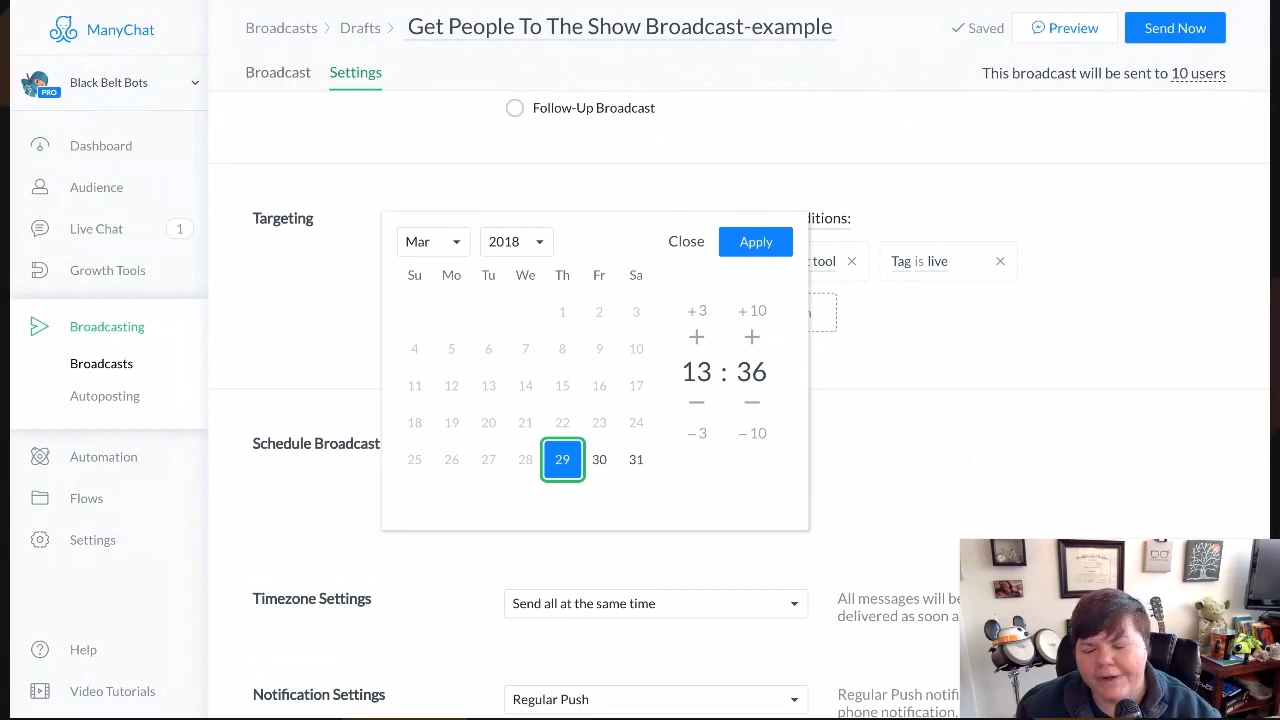 ManyChat
Broadcasts > Drafts > Get People To The Show Broadcast-example
Saved
Preview
Send Now
Black Belt Bots
PRO
Broadcast
Settings
This broadcast will be sent to 10 users
Follow-Up Broadcast
Dashboard
Audience
Live Chat
1
Growth Tools
Broadcasting
Broadcasts
Autoposting
Automation
Flows
Settings
Help
Video Tutorials
Targeting
ditions:
tool
Tag is live
Mar
2018
Close
Apply
Su Mo Tu We Th Fr Sa
1 2 3
4 5 6 7 8 9 10
11 12 13 14 15 16 17
18 19 20 21 22 23 24
25 26 27 28 29 30 31
+3 +10
+ +
13 : 36
− −
−3 −10
Schedule Broadcast
Timezone Settings
Send all at the same time
All messages will be
delivered as soon a
Notification Settings
Regular Push
Regular Push notifi
phone notification.